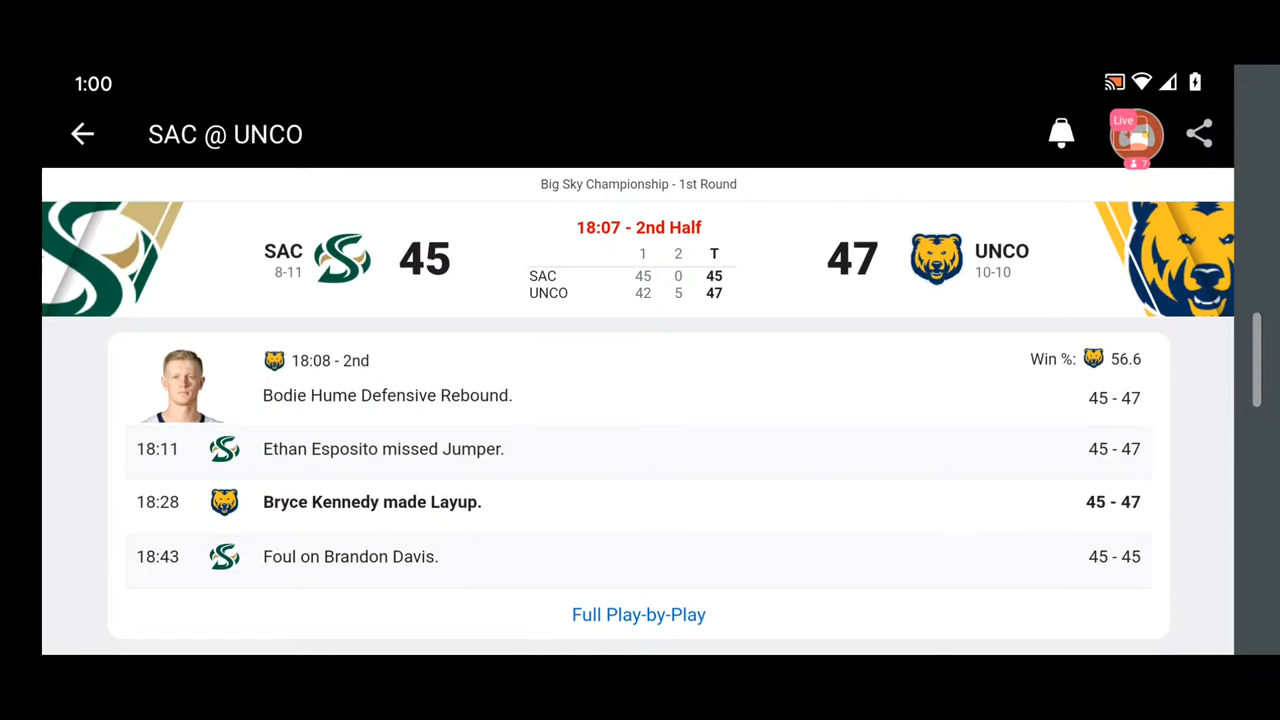 1:00
SAC @ UNCO
Live
7
Big Sky Championship - 1st Round
18:07 - 2nd Half
SAC
8-11
45
1 2 T
SAC 45 0 45
UNCO 42 5 47
47
UNCO
10-10
18:08 - 2nd
Win %: 56.6
Bodie Hume Defensive Rebound. 45 - 47
18:11 Ethan Esposito missed Jumper. 45 - 47
18:28 Bryce Kennedy made Layup. 45 - 47
18:43 Foul on Brandon Davis. 45 - 45
Full Play-by-Play